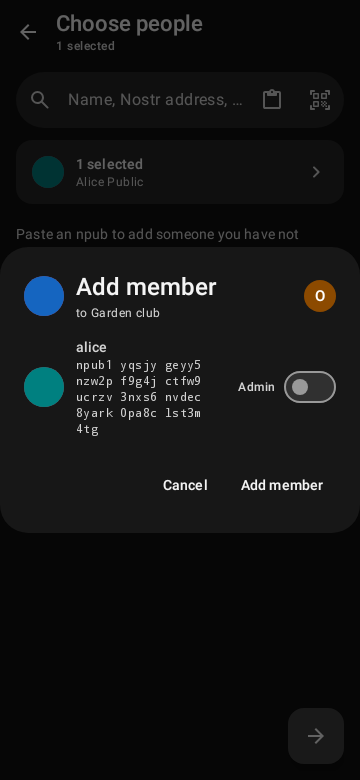 Choose people
1 selected
Name, Nostr address, …
1 selected
Alice Public
Paste an npub to add someone you have not
Add member
to Garden club
O
alice
npub1 yqsjy geyy5
nzw2p f9g4j ctfw9
ucrzv 3nxs6 nvdec
8yark 0pa8c lst3m
4tg
Admin
Cancel
Add member